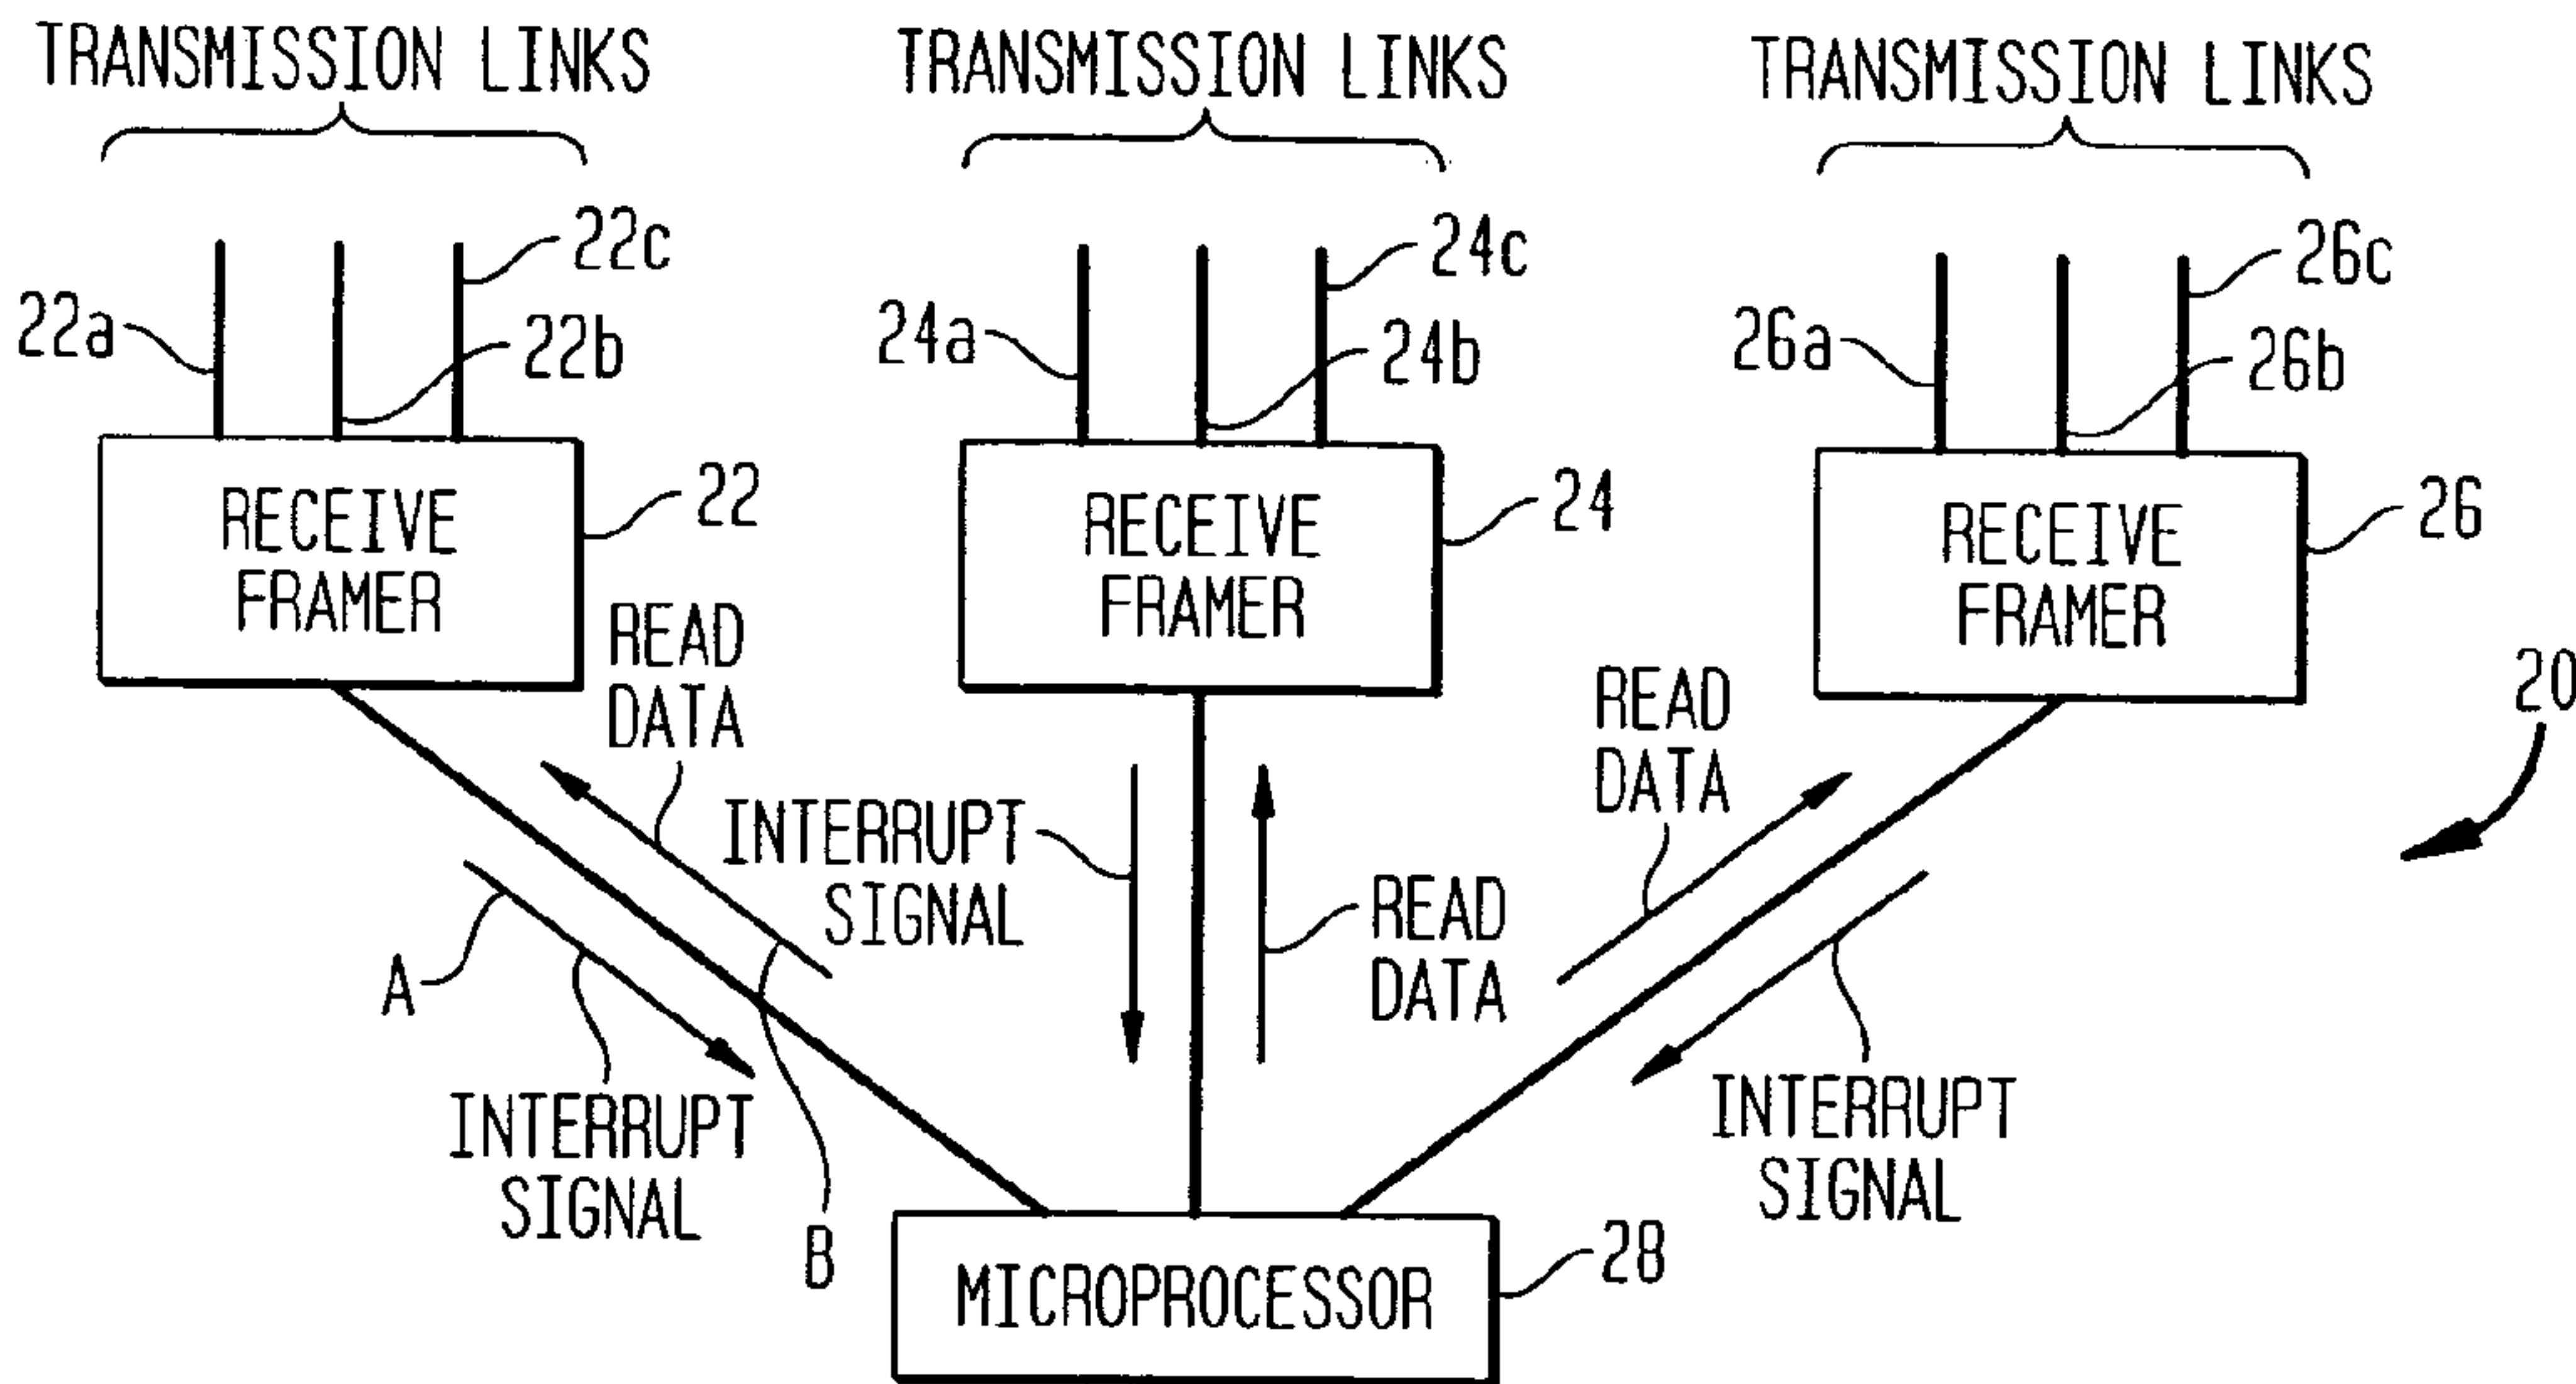 TRANSMISSION LINKS
TRANSMISSION LINKS
TRANSMISSION LINKS
22a
22b
22c
24a
24b
24c
26a
26b
26c
RECEIVE
FRAMER
22
RECEIVE
FRAMER
24
RECEIVE
FRAMER
26
20
READ
DATA
INTERRUPT
SIGNAL
READ
DATA
READ
DATA
A
INTERRUPT
SIGNAL
B
INTERRUPT
SIGNAL
MICROPROCESSOR
28